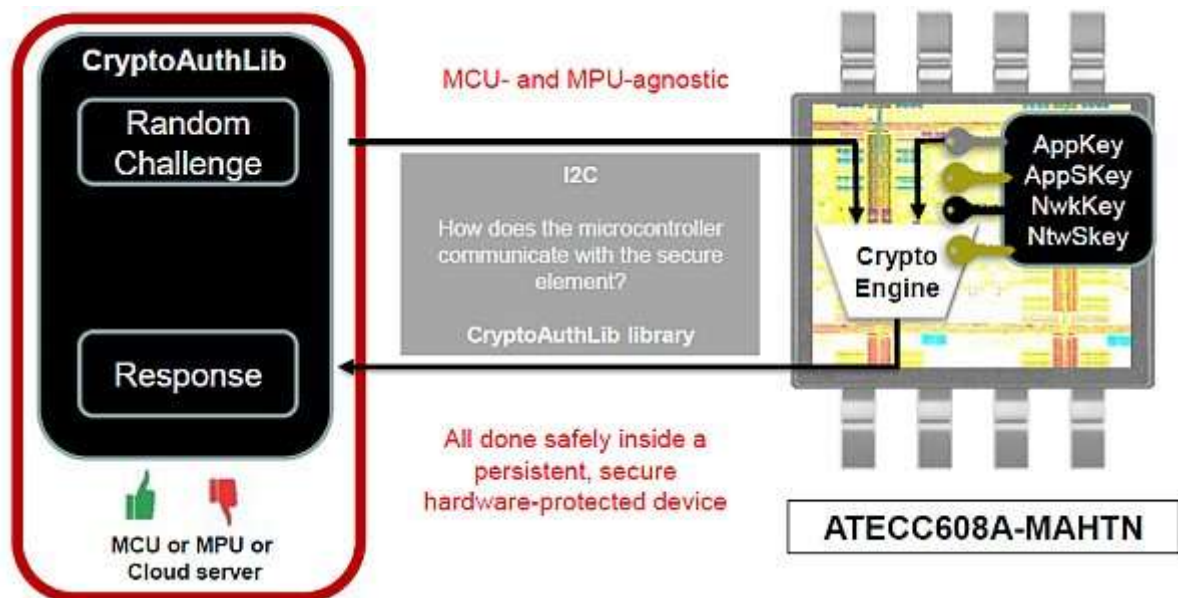 CryptoAuthLib
Random
Challenge
Response
MCU or MPU or
Cloud server
MCU- and MPU-agnostic
I2C
How does the microcontroller
communicate with the secure
element?
CryptoAuthLib library
All done safely inside a
persistent, secure
hardware-protected device
AppKey
AppSKey
NwkKey
NtwSkey
Crypto
Engine
ATECC608A-MAHTN